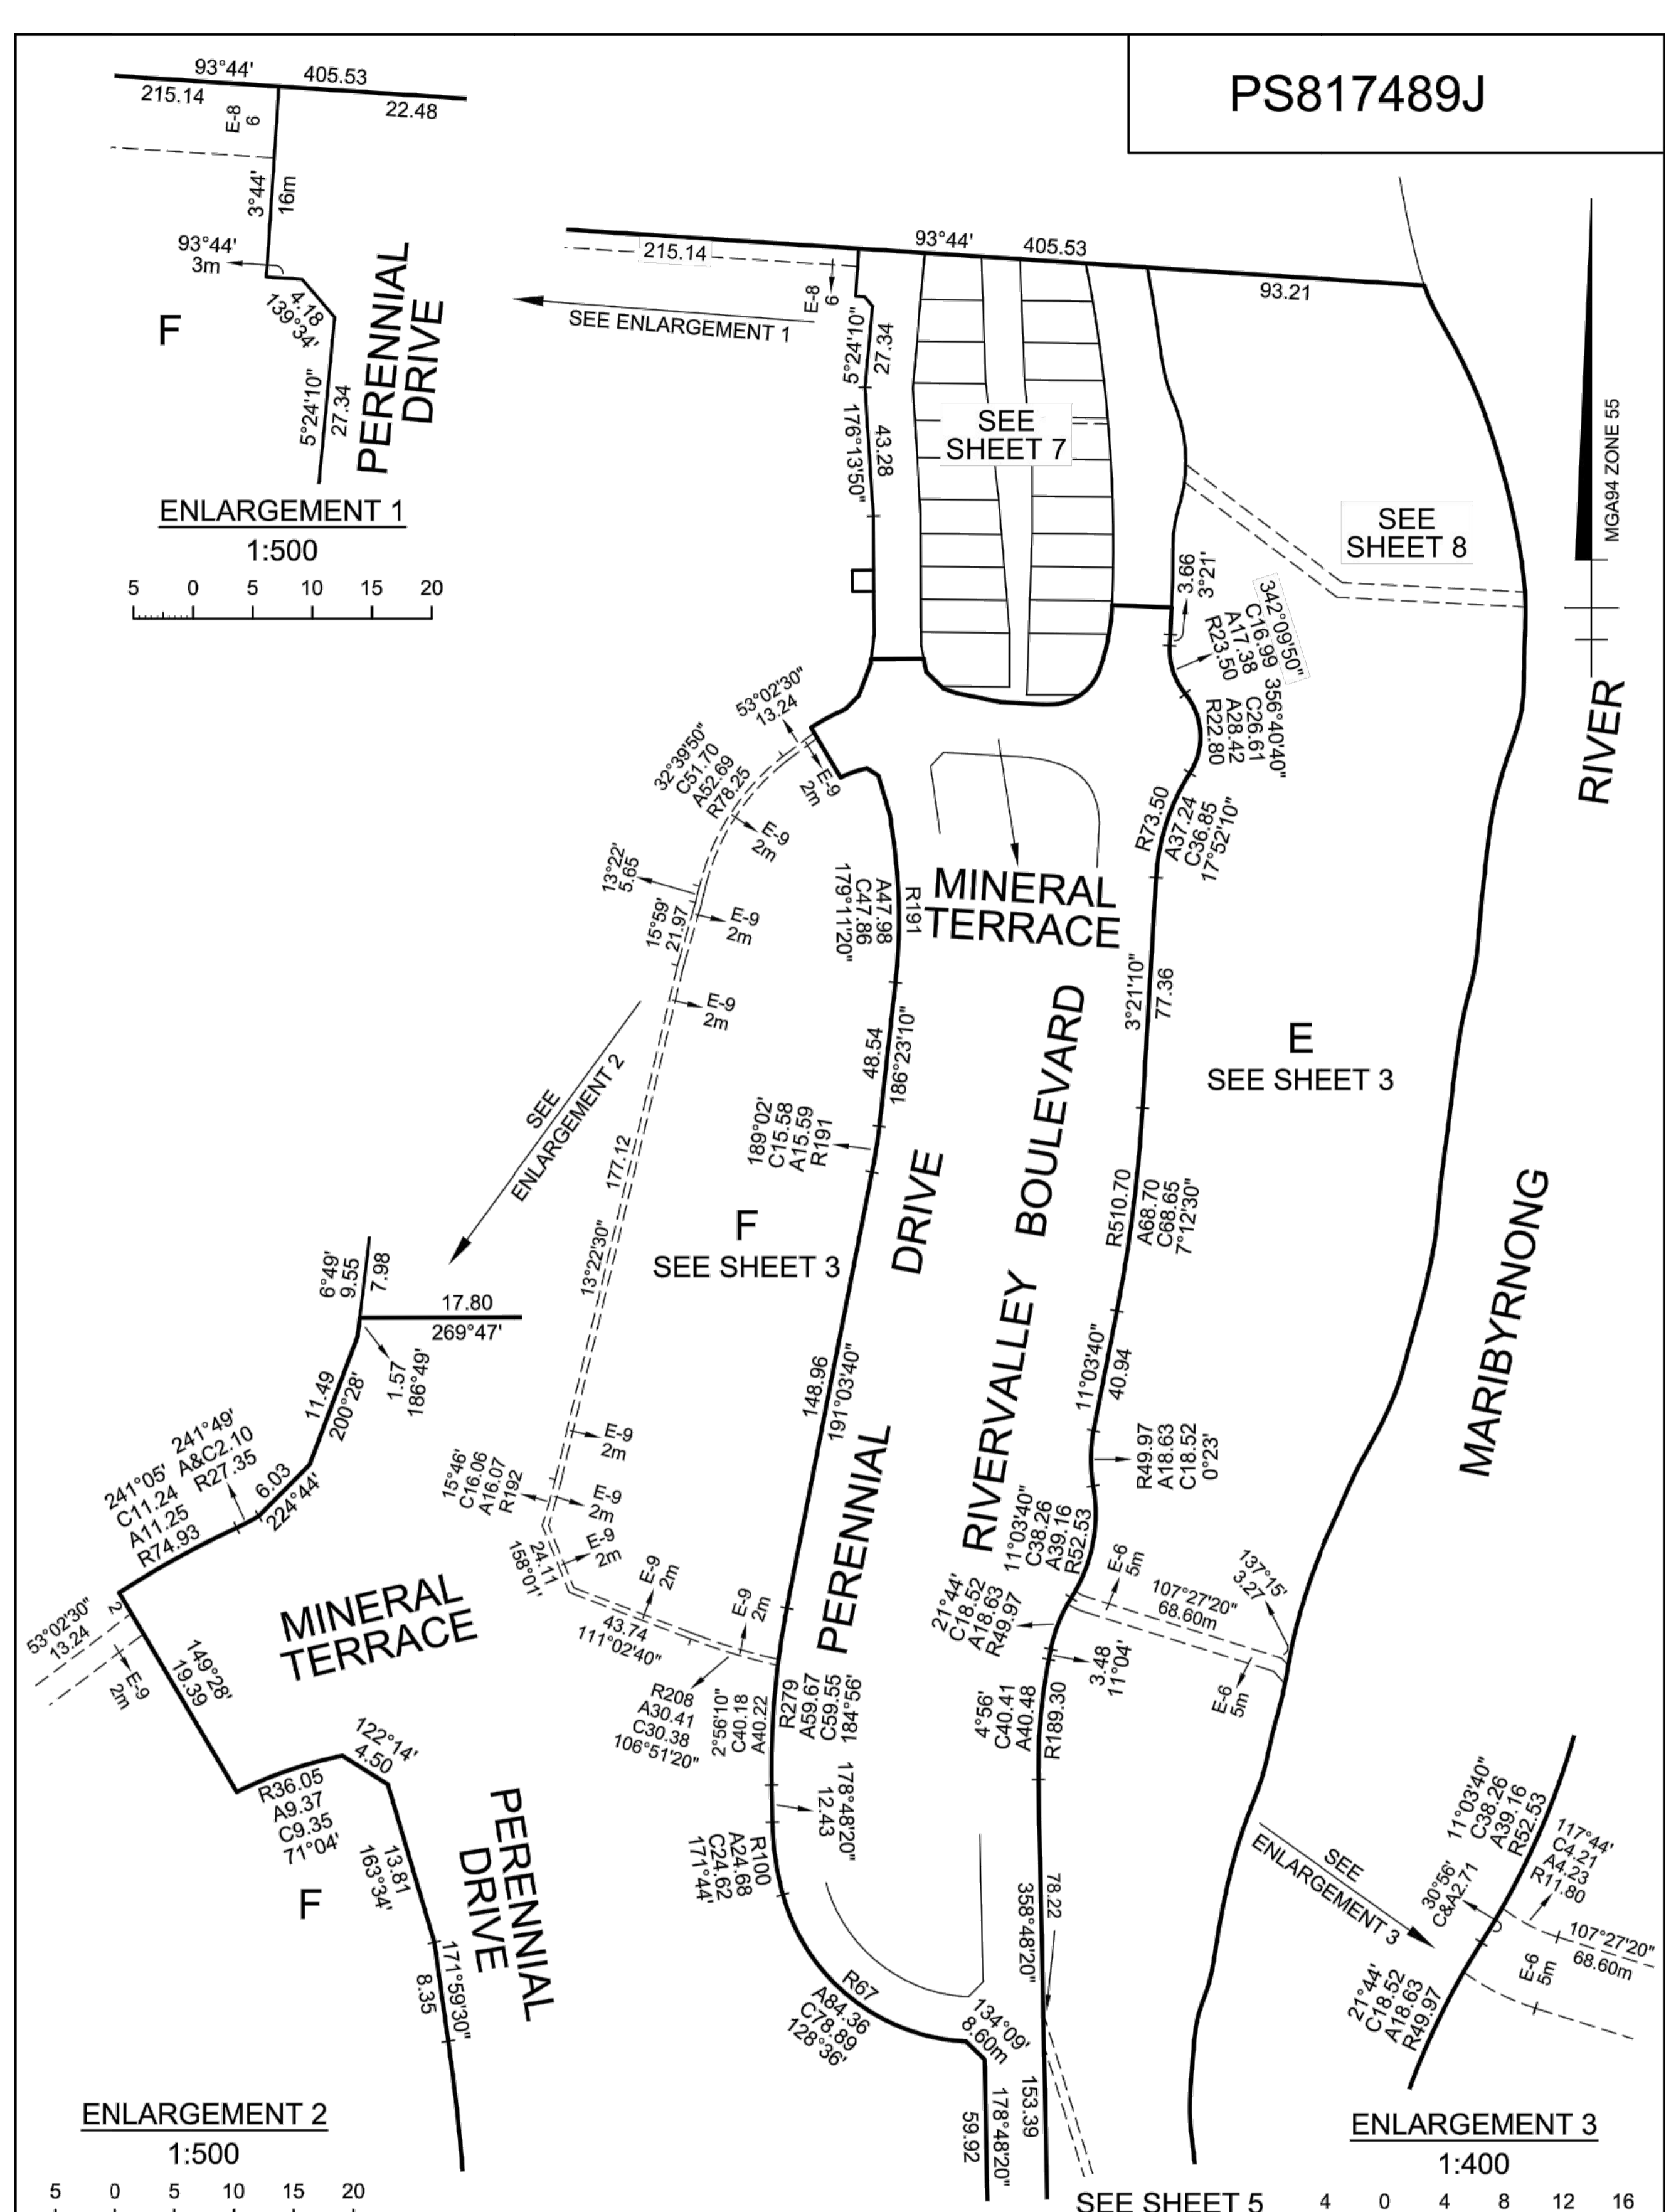 PS817489J
93°44'
405.53
215.14
22.48
E-8
6
3°44'
16m
93°44'
3m
4.18
139°34'
F
5°24'10"
27.34
PERENNIAL
DRIVE
ENLARGEMENT 1
1:500
5 0 5 10 15 20
215.14
93°44'
405.53
93.21
E-8
6
SEE ENLARGEMENT 1
5°24'10"
27.34
176°13'50"
43.28
SEE
SHEET 7
SEE
SHEET 8
MGA94 ZONE 55
3.66
3°21'
342°09'50"
C16.99
A17.38
R23.50
356°40'40"
C26.61
A28.42
R22.80
RIVER
53°02'30"
13.24
E-9
2m
32°39'50"
C51.70
A52.69
R78.25
E-9
2m
13°22'
5.65
15°59'
21.97
E-9
2m
E-9
2m
R191
A47.98
C47.86
179°11'20"
MINERAL
TERRACE
R73.50
A37.24
C36.85
17°52'10"
3°21'10"
77.36
E
SEE SHEET 3
48.54
186°23'10"
189°02'
C15.58
A15.59
R191
SEE
ENLARGEMENT 2
177.12
13°22'30"
F
SEE SHEET 3
DRIVE
RIVERVALLEY BOULEVARD
R510.70
A68.70
C68.65
7°12'30"
MARIBYRNONG
6°49'
9.55
7.98
17.80
269°47'
1.57
186°49'
11.49
200°28'
241°49'
A&C2.10
R27.35
241°05'
C11.24
A11.25
R74.93
6.03
224°44'
148.96
191°03'40"
11°03'40"
40.94
R49.97
A18.63
C18.52
0°23'
E-9
2m
15°46'
C16.06
A16.07
R192
E-9
2m
E-9
2m
24.11
158°01'
E-9
2m
43.74
111°02'40"
E-9
2m
PERENNIAL
11°03'40"
C38.26
A39.16
R52.53
21°44'
C18.52
A18.63
R49.97
E-6
5m
107°27'20"
68.60m
137°15'
3.27
E-6
5m
3.48
11°04'
MINERAL
TERRACE
53°02'30"
13.24
2
E-9
2m
149°28'
19.39
122°14'
4.50
R36.05
A9.37
C9.35
71°04'
F
163°34'
13.81
PERENNIAL
DRIVE
171°59'30"
8.35
R208
A30.41
C30.38
106°51'20"
2°56'10"
C40.18
A40.22
R279
A59.67
C59.55
184°56'
4°56'
C40.41
A40.48
R189.30
178°48'20"
12.43
R100
A24.68
C24.62
171°44'
78.22
358°48'20"
R67
A84.36
C78.89
128°36'
134°09'
8.60m
153.39
178°48'20"
59.92
SEE
ENLARGEMENT 3
11°03'40"
C38.26
A39.16
R52.53
117°44'
C4.21
A4.23
R11.80
30°56'
C&A2.71
107°27'20"
68.60m
E-6
5m
21°44'
C18.52
A18.63
R49.97
ENLARGEMENT 2
1:500
5 0 5 10 15 20
ENLARGEMENT 3
1:400
SEE SHEET 5
4 0 4 8 12 16